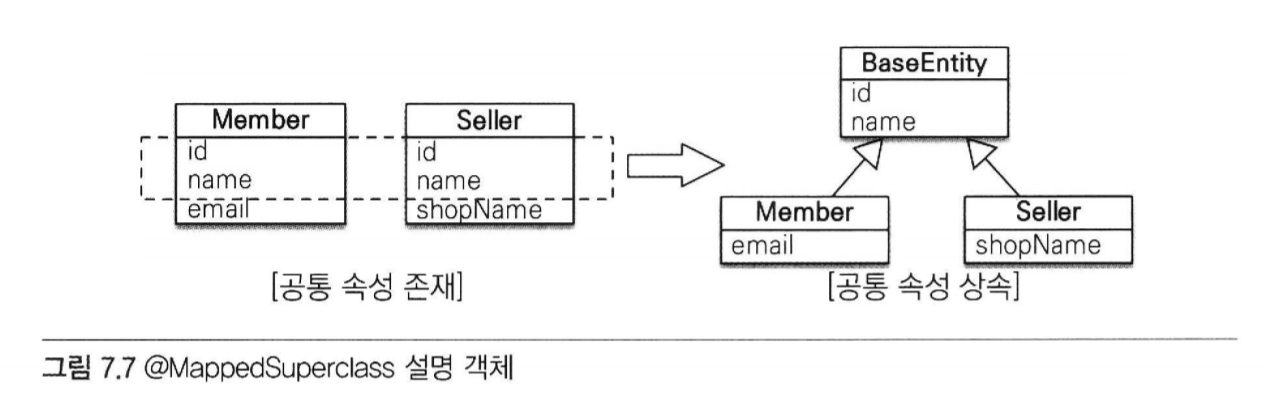 Member
id
name
email
Seller
id
name
shopName
[공통 속성 존재]
BaseEntity
id
name
Member
email
Seller
shopName
[공통 속성 상속]
그림 7.7 @MappedSuperclass 설명 객체